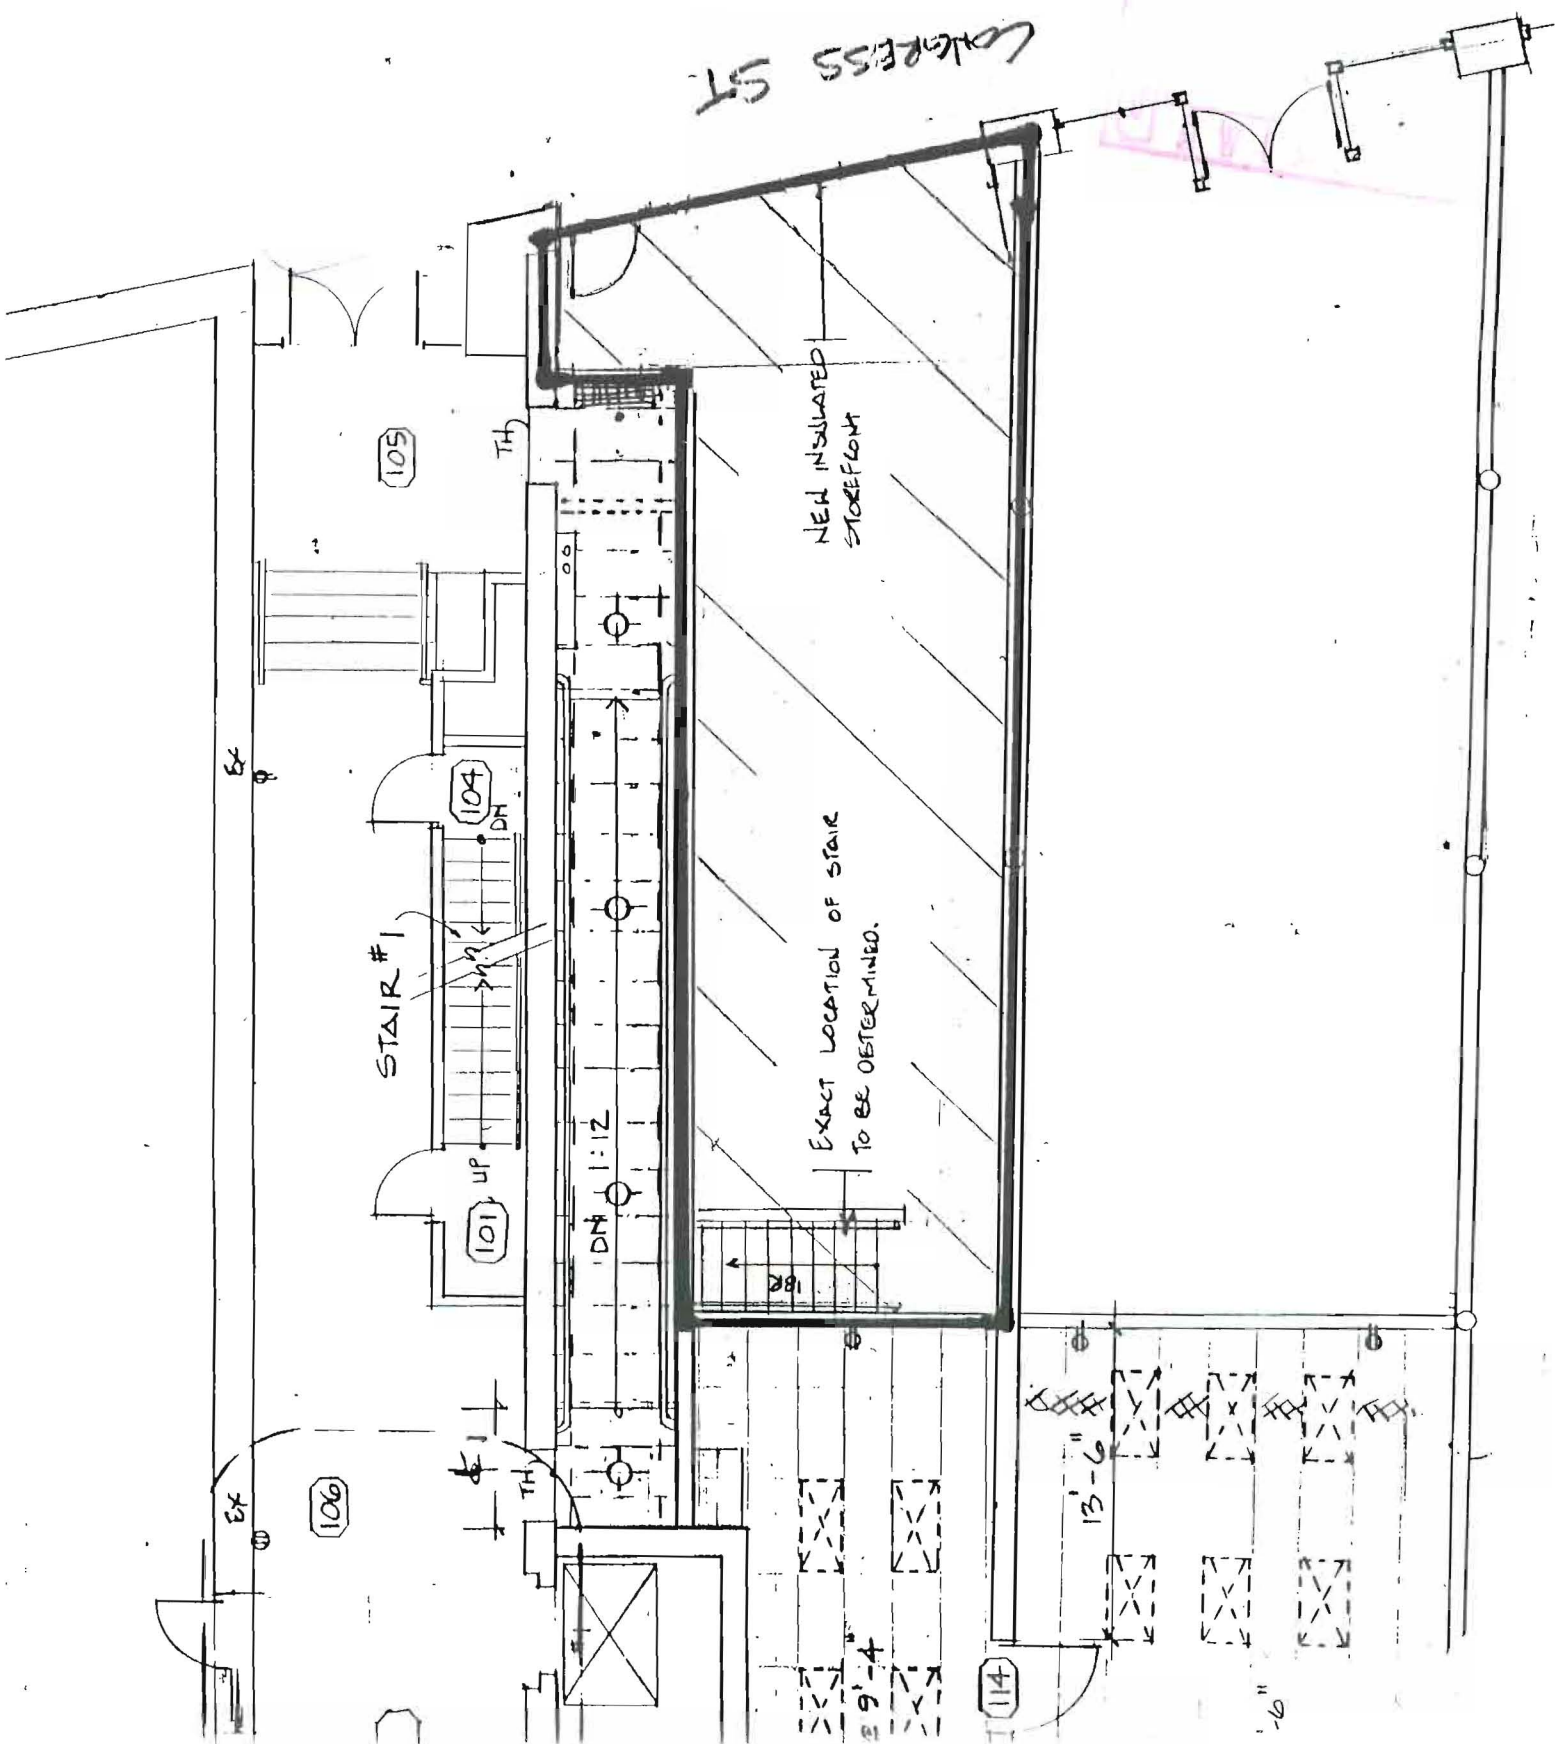 CONGRESS ST.
105
TH
NEW INSULATED
STOREFRONT
EX
104
DN
STAIR #1
EXACT LOCATION OF STAIR
TO BE DETERMINED.
UP
101
DN 1:12
18R
TH
EX
106
13'-6"
9'-4"
114
-6"